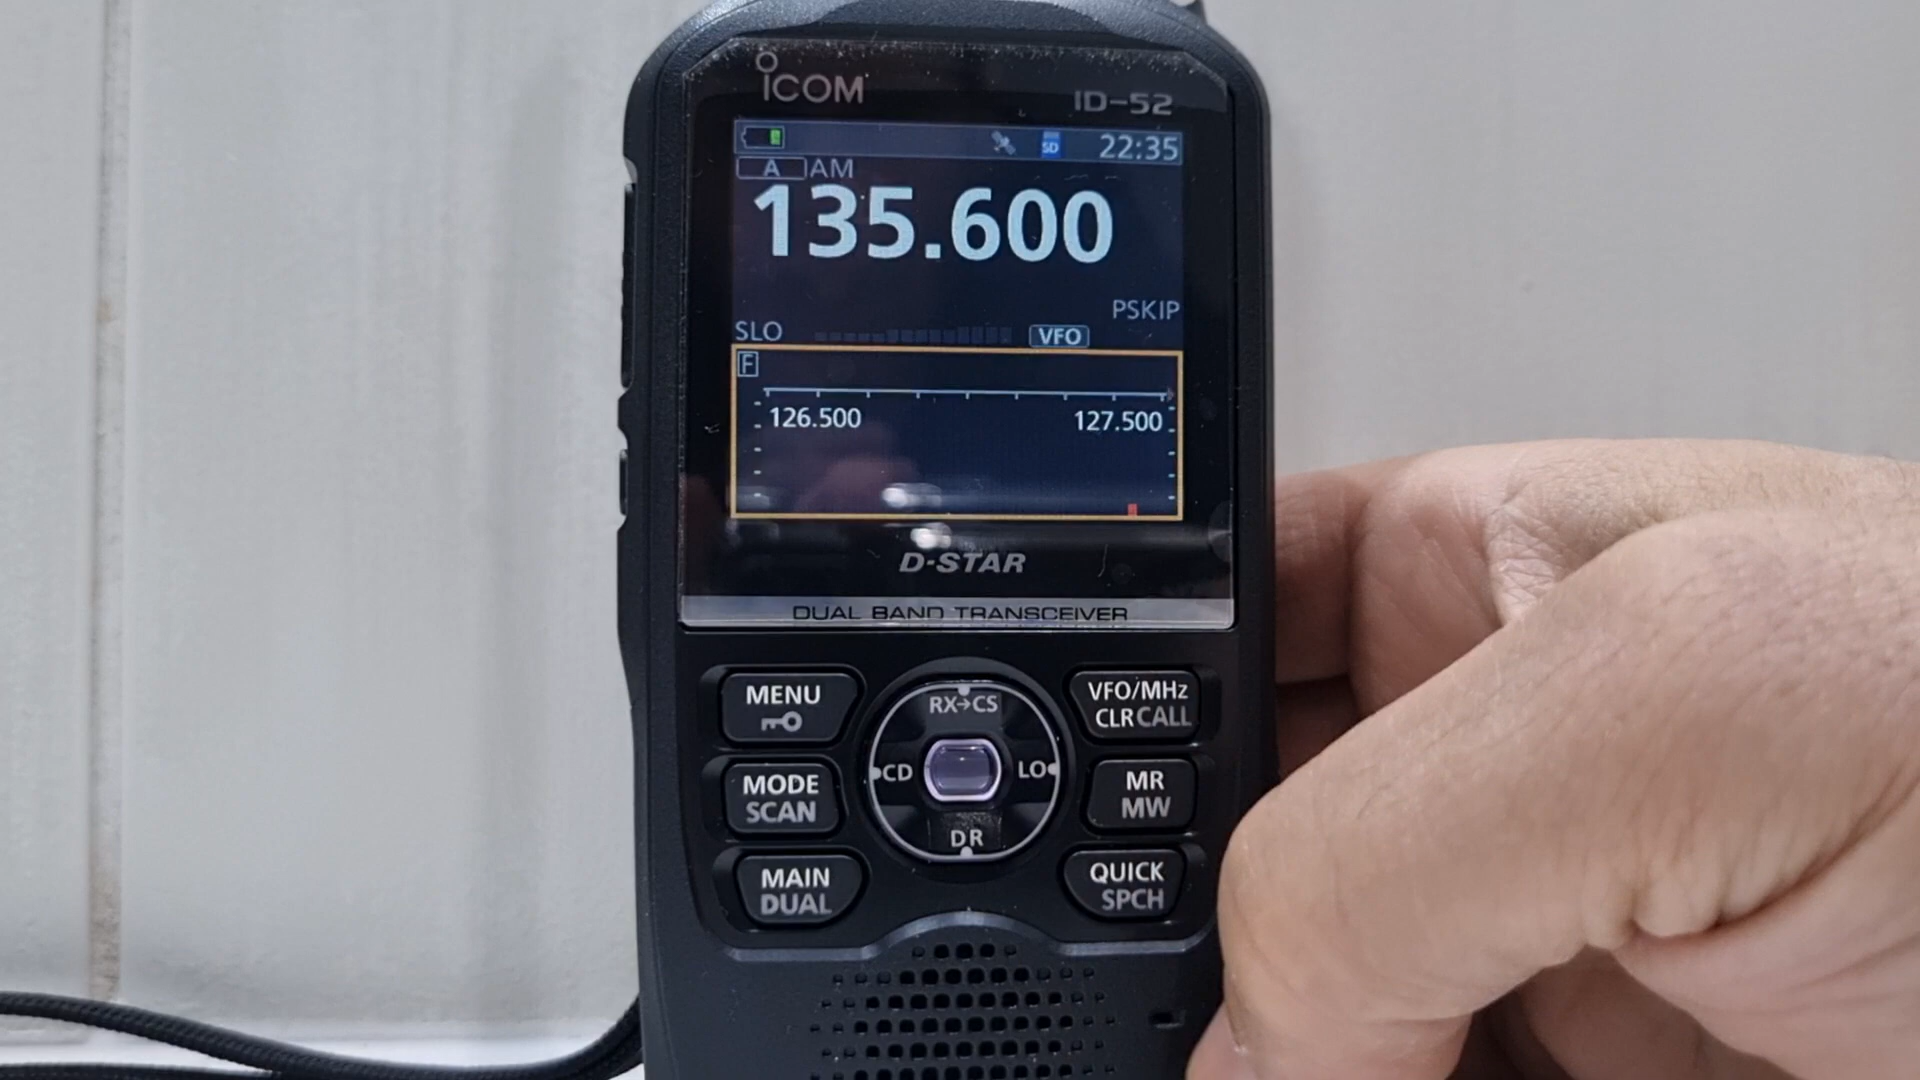 ICOM
ID-52
SD 22:35
A AM
135.600
PSKIP
SLO VFO
F
126.500 127.500
D-STAR
DUAL BAND TRANSCEIVER
MENU RX→CS VFO/MHz
CLR CALL
MODE CD LO MR
SCAN MW
DR
MAIN QUICK
DUAL SPCH